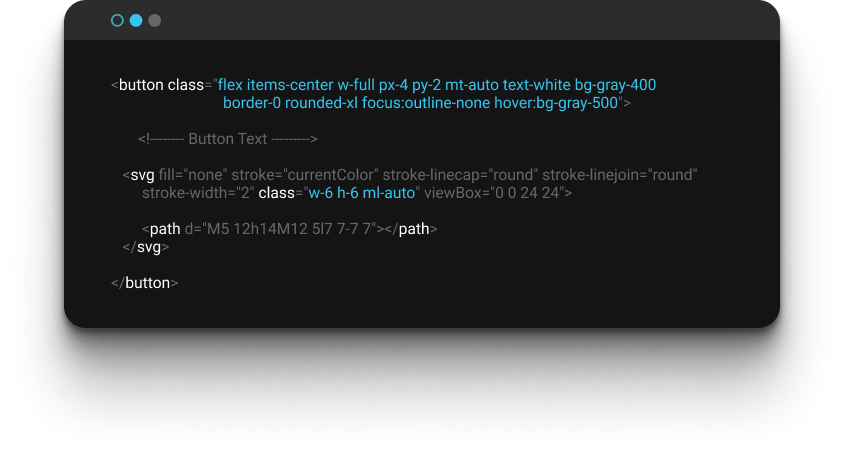 <button class="flex items-center w-full px-4 py-2 mt-auto text-white bg-gray-400
border-0 rounded-xl focus:outline-none hover:bg-gray-500">
<!-------- Button Text --------->
<svg fill="none" stroke="currentColor" stroke-linecap="round" stroke-linejoin="round"
stroke-width="2" class="w-6 h-6 ml-auto" viewBox="0 0 24 24">
<path d="M5 12h14M12 5l7 7-7 7"></path>
</svg>
</button>